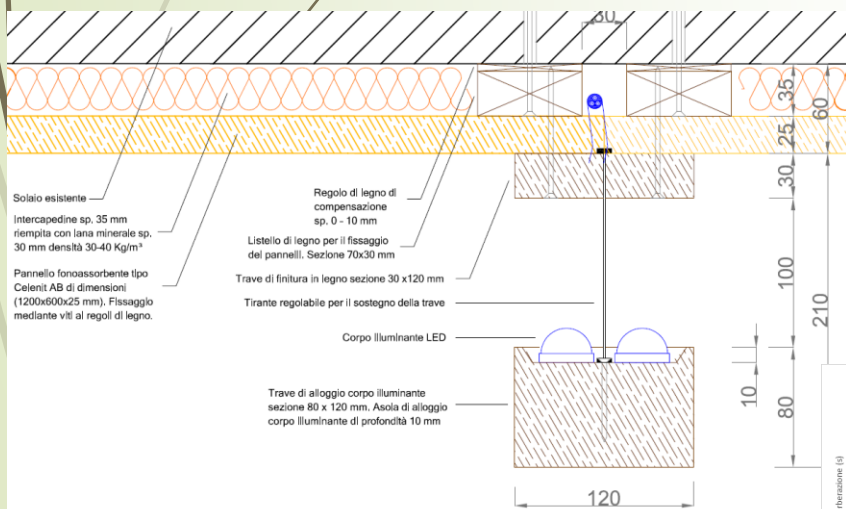 30
Solaio esistente
Intercapedine sp. 35 mm
riempita con lana minerale sp.
30 mm densità 30-40 Kg/m³
Pannello fonoassorbente tipo
Celenit AB di dimensioni
(1200x600x25 mm). Fissaggio
mediante viti ai regoli di legno.
Regolo di legno di
compensazione
sp. 0 - 10 mm
Listello di legno per il fissaggio
dei pannelli. Sezione 70x30 mm
Trave di finitura in legno sezione 30 x120 mm
Tirante regolabile per il sostegno della trave
Corpo illuminante LED
Trave di alloggio corpo illuminante
sezione 80 x 120 mm. Asola di alloggio
corpo illuminante di profondità 10 mm
35
60
25
30
100
210
10
80
120